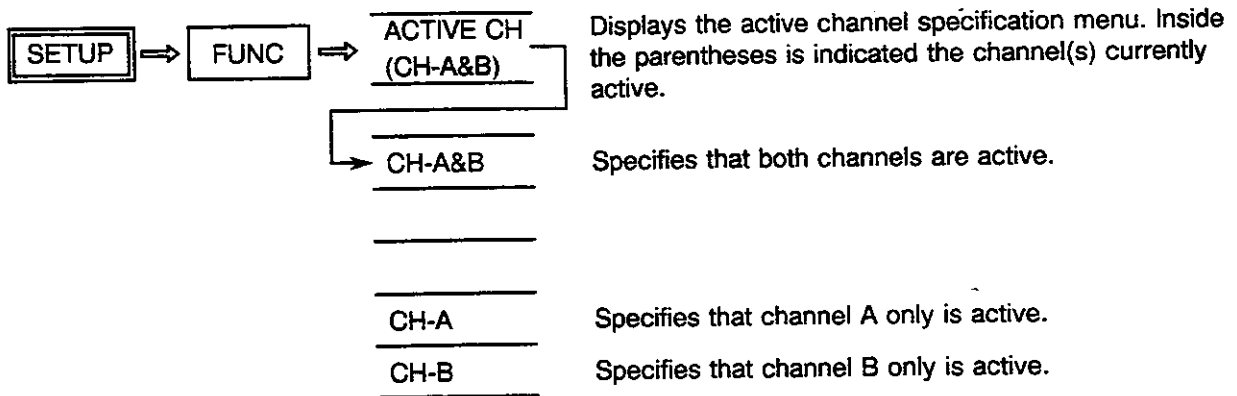 SETUP FUNC ACTIVE CH (CH-A&B)
Displays the active channel specification menu. Inside
the parentheses is indicated the channel(s) currently
active.
CH-A&B Specifies that both channels are active.
CH-A Specifies that channel A only is active.
CH-B Specifies that channel B only is active.